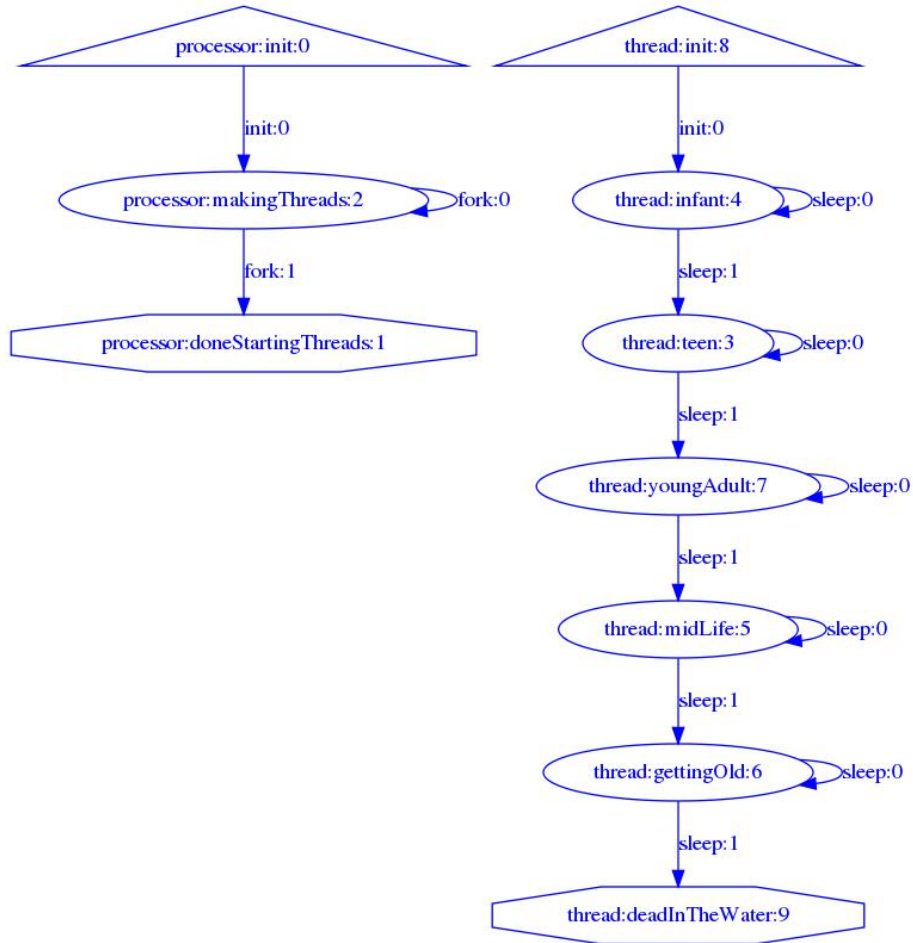 processor:init:0
init:0
processor:makingThreads:2
fork:0
fork:1
processor:doneStartingThreads:1
thread:init:8
init:0
thread:infant:4
sleep:0
sleep:1
thread:teen:3
sleep:0
sleep:1
thread:youngAdult:7
sleep:0
sleep:1
thread:midLife:5
sleep:0
sleep:1
thread:gettingOld:6
sleep:0
sleep:1
thread:deadInTheWater:9